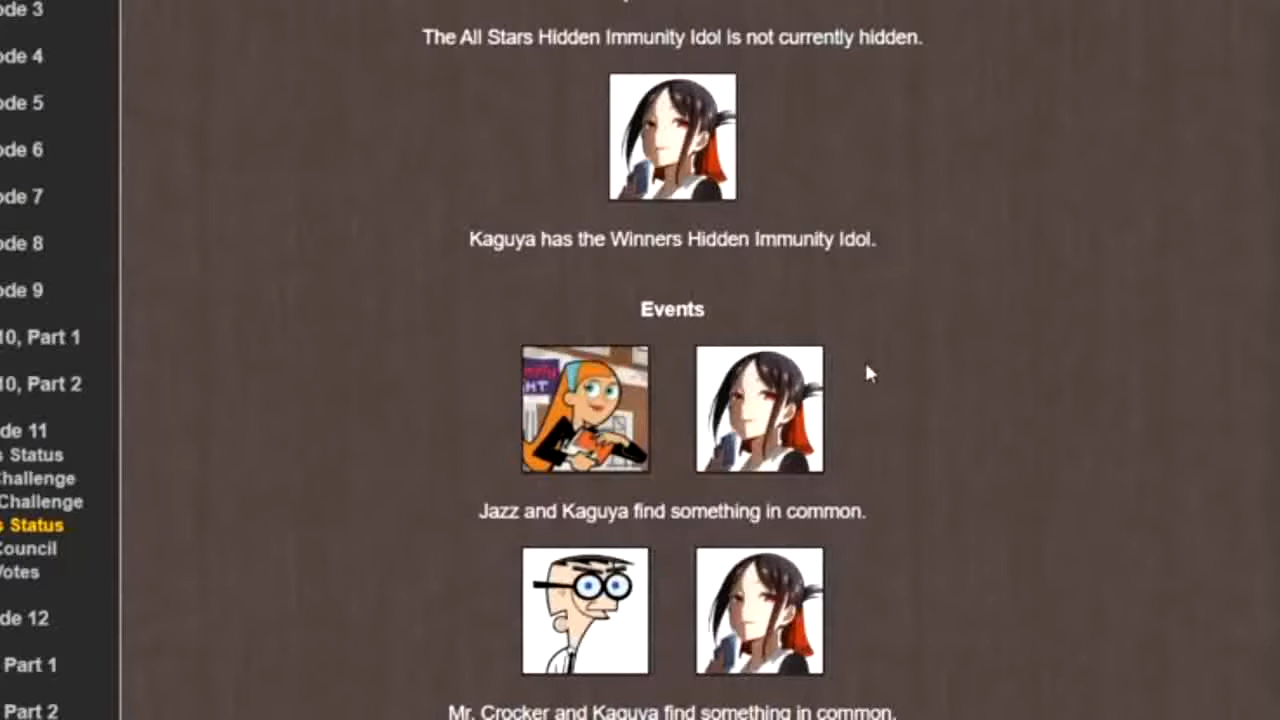 ode 3
ode 4
ode 5
ode 6
ode 7
ode 8
ode 9
10, Part 1
10, Part 2
de 11
s Status
Challenge
Challenge
s Status
Council
Votes
de 12
Part 1
Part 2
The All Stars Hidden Immunity Idol is not currently hidden.
Kaguya has the Winners Hidden Immunity Idol.
Events
Jazz and Kaguya find something in common.
Mr. Crocker and Kaguya find something in common.